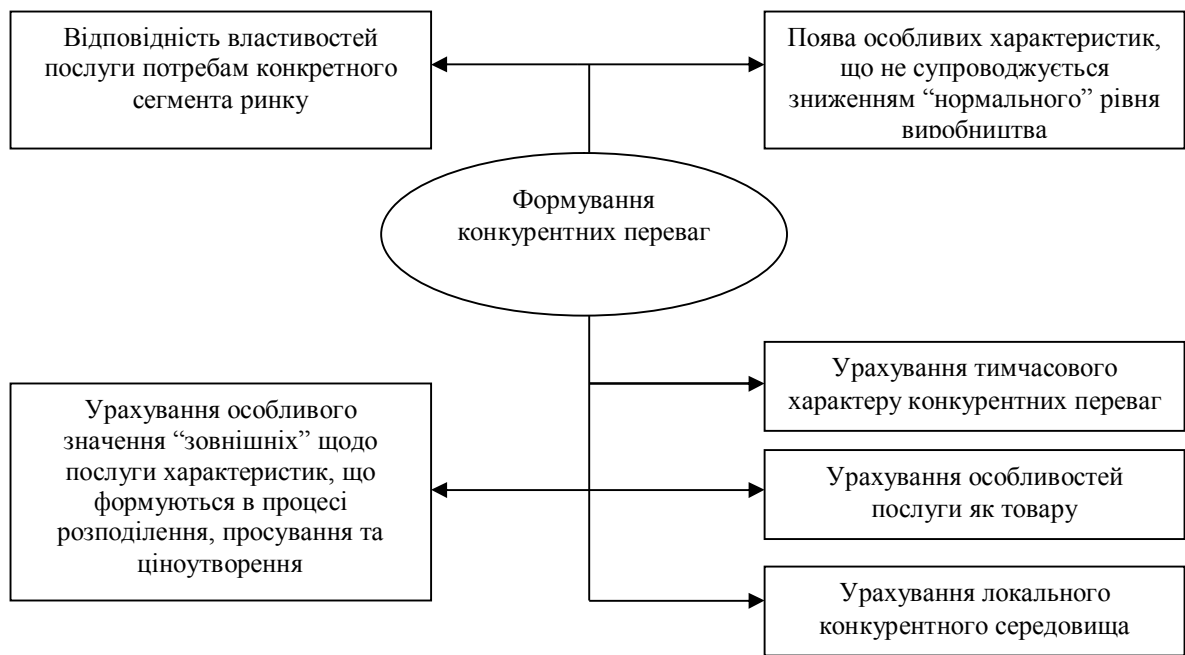 Відповідність властивостей
послуги потребам конкретного
сегмента ринку
Поява особливих характеристик,
що не супроводжується
зниженням “нормального” рівня
виробництва
Формування
конкурентних переваг
Урахування особливого
значення “зовнішніх” щодо
послуги характеристик, що
формуються в процесі
розподілення, просування та
ціноутворення
Урахування тимчасового
характеру конкурентних переваг
Урахування особливостей
послуги як товару
Урахування локального
конкурентного середовища